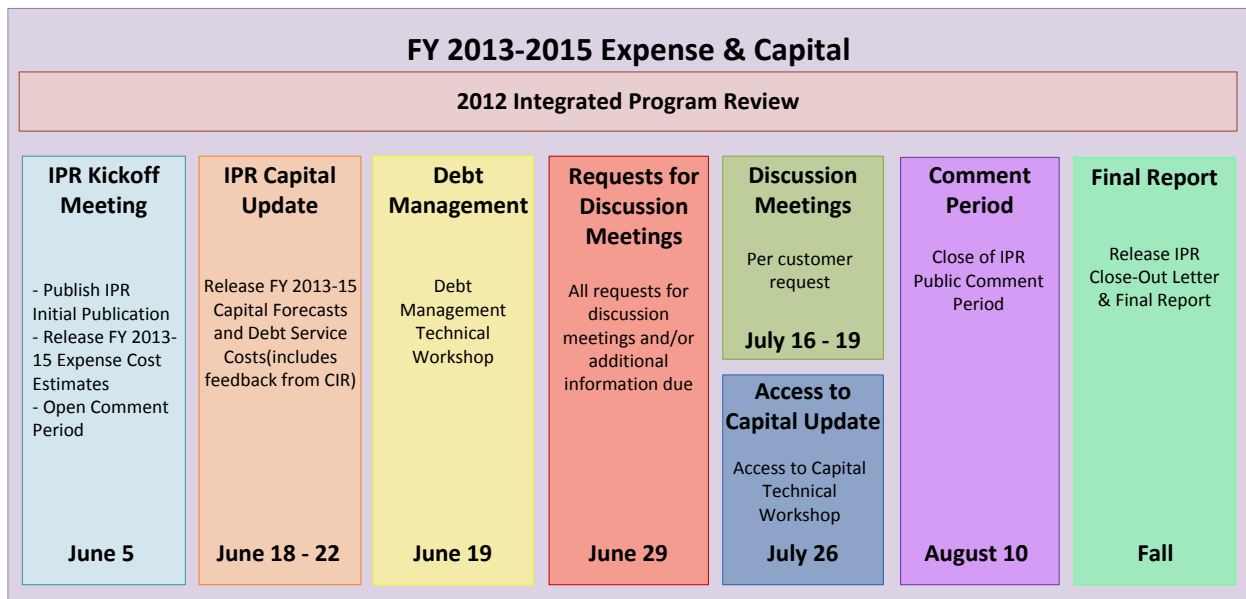 FY 2013-2015 Expense & Capital
2012 Integrated Program Review
IPR Kickoff
Meeting
- Publish IPR
Initial Publication
- Release FY 2013-
15 Expense Cost
Estimates
- Open Comment
Period
June 5
IPR Capital
Update
Release FY 2013-15
Capital Forecasts
and Debt Service
Costs(includes
feedback from CIR)
June 18 - 22
Debt
Management
Debt
Management
Technical
Workshop
June 19
Requests for
Discussion
Meetings
All requests for
discussion
meetings and/or
additional
information due
June 29
Discussion
Meetings
Per customer
request
July 16 - 19
Access to
Capital Update
Access to Capital
Technical
Workshop
July 26
Comment
Period
Close of IPR
Public Comment
Period
August 10
Final Report
Release IPR
Close-Out Letter
& Final Report
Fall